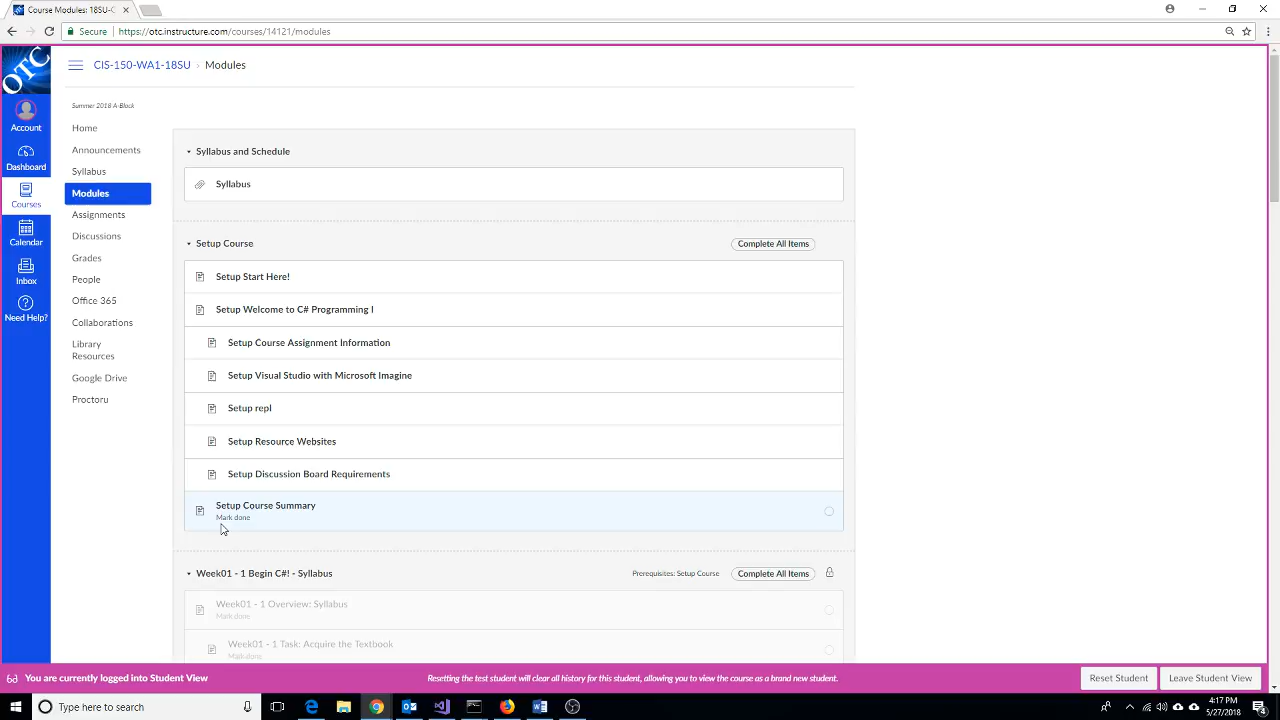 Course Modules: 18SU-C
Secure
https://otc.instructure.com/courses/14121/modules
OTC
CIS-150-WA1-18SU › Modules
Summer 2018 A-Block
Account
Dashboard
Courses
Calendar
Inbox
Need Help?
Home
Announcements
Syllabus
Modules
Assignments
Discussions
Grades
People
Office 365
Collaborations
Library
Resources
Google Drive
Proctoru
Syllabus and Schedule
Syllabus
Setup Course
Complete All Items
Setup Start Here!
Setup Welcome to C# Programming I
Setup Course Assignment Information
Setup Visual Studio with Microsoft Imagine
Setup repl
Setup Resource Websites
Setup Discussion Board Requirements
Setup Course Summary
Mark done
Week01 - 1 Begin C#! - Syllabus
Prerequisites: Setup Course
Complete All Items
Week01 - 1 Overview: Syllabus
Mark done
Week01 - 1 Task: Acquire the Textbook
Mark done
You are currently logged into Student View
Resetting the test student will clear all history for this student, allowing you to view the course as a brand new student.
Reset Student
Leave Student View
Type here to search
4:17 PM
5/27/2018